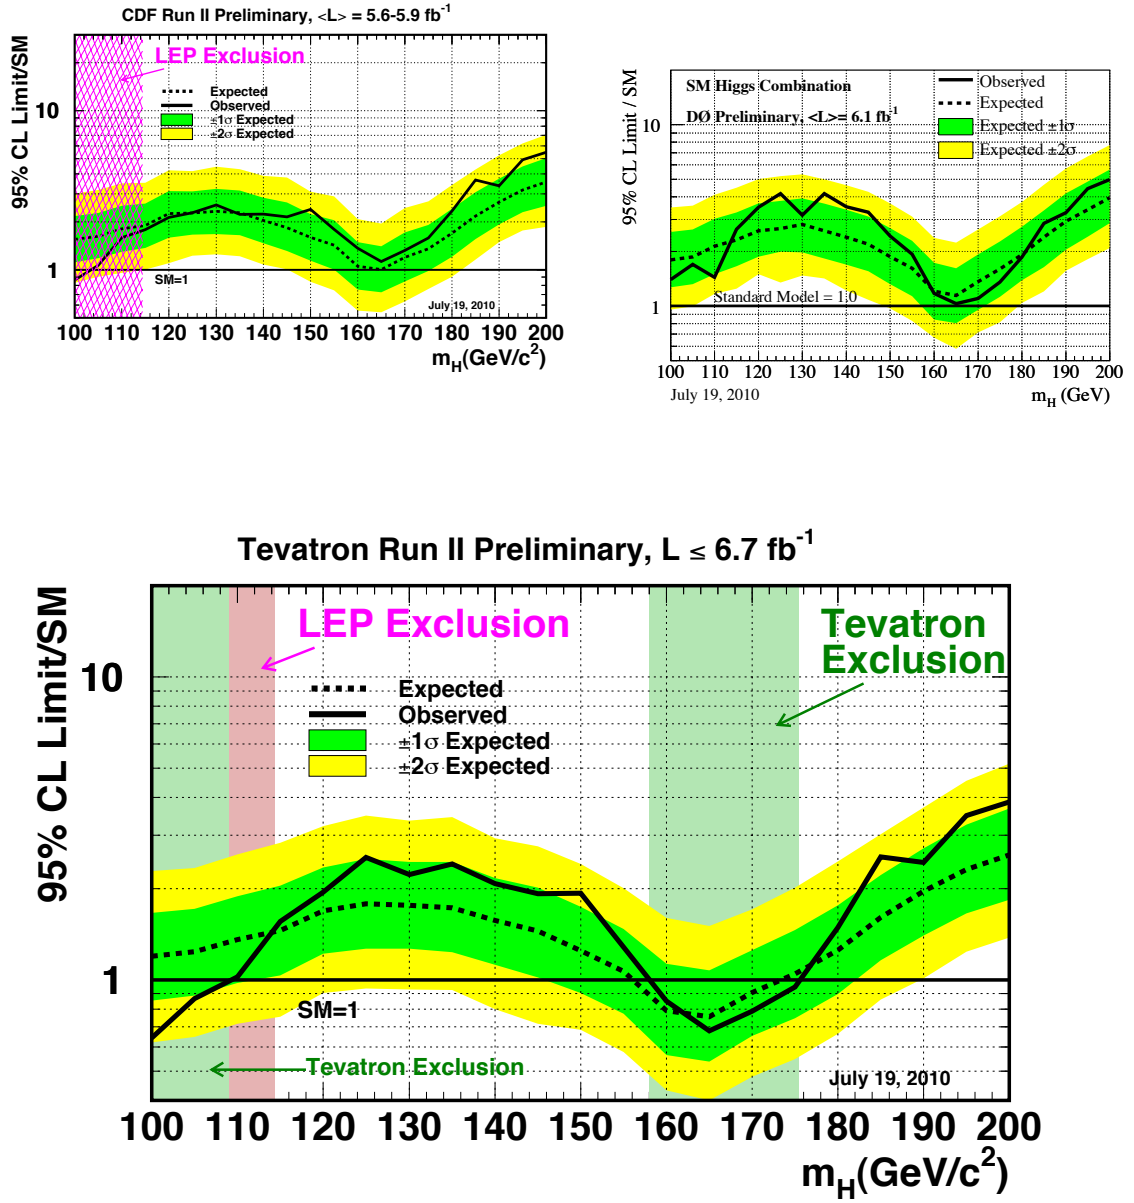 CDF Run II Preliminary, <L> = 5.6-5.9 fb⁻¹
95% CL Limit/SM
LEP Exclusion
10
Expected
Observed
±1σ Expected
±2σ Expected
1
SM=1
July 19, 2010
100 110 120 130 140 150 160 170 180 190 200
m_H(GeV/c²)
95% CL Limit / SM
SM Higgs Combination
DØ Preliminary, <L>= 6.1 fb⁻¹
Observed
Expected
Expected ±1σ
Expected ±2σ
10
Standard Model = 1.0
1
100 110 120 130 140 150 160 170 180 190 200
July 19, 2010
m_H (GeV)
Tevatron Run II Preliminary, L ≤ 6.7 fb⁻¹
95% CL Limit/SM
LEP Exclusion
Tevatron
Exclusion
10
Expected
Observed
±1σ Expected
±2σ Expected
1
SM=1
Tevatron Exclusion
July 19, 2010
100 110 120 130 140 150 160 170 180 190 200
m_H(GeV/c²)